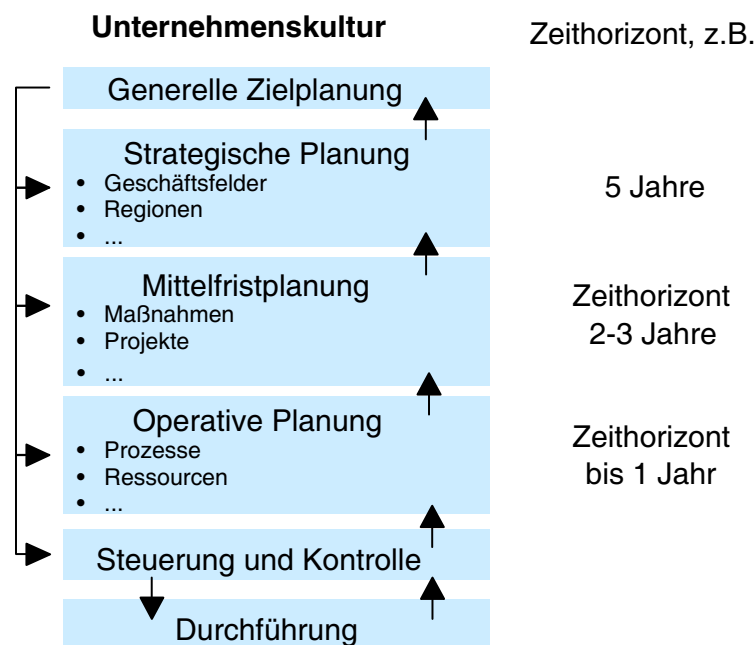 Unternehmenskultur
Zeithorizont, z.B.
Generelle Zielplanung
Strategische Planung
• Geschäftsfelder
• Regionen
• ...
5 Jahre
Mittelfristplanung
• Maßnahmen
• Projekte
• ...
Zeithorizont
2-3 Jahre
Operative Planung
• Prozesse
• Ressourcen
• ...
Zeithorizont
bis 1 Jahr
Steuerung und Kontrolle
Durchführung